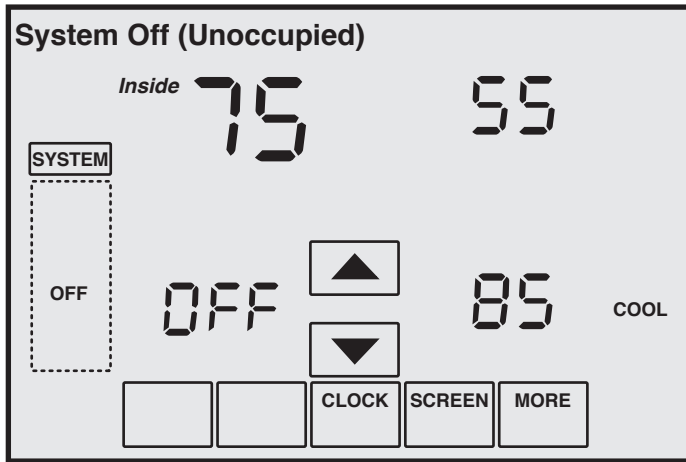 System Off (Unoccupied)
Inside 75 55
SYSTEM
OFF
OFF 85 COOL
CLOCK SCREEN MORE